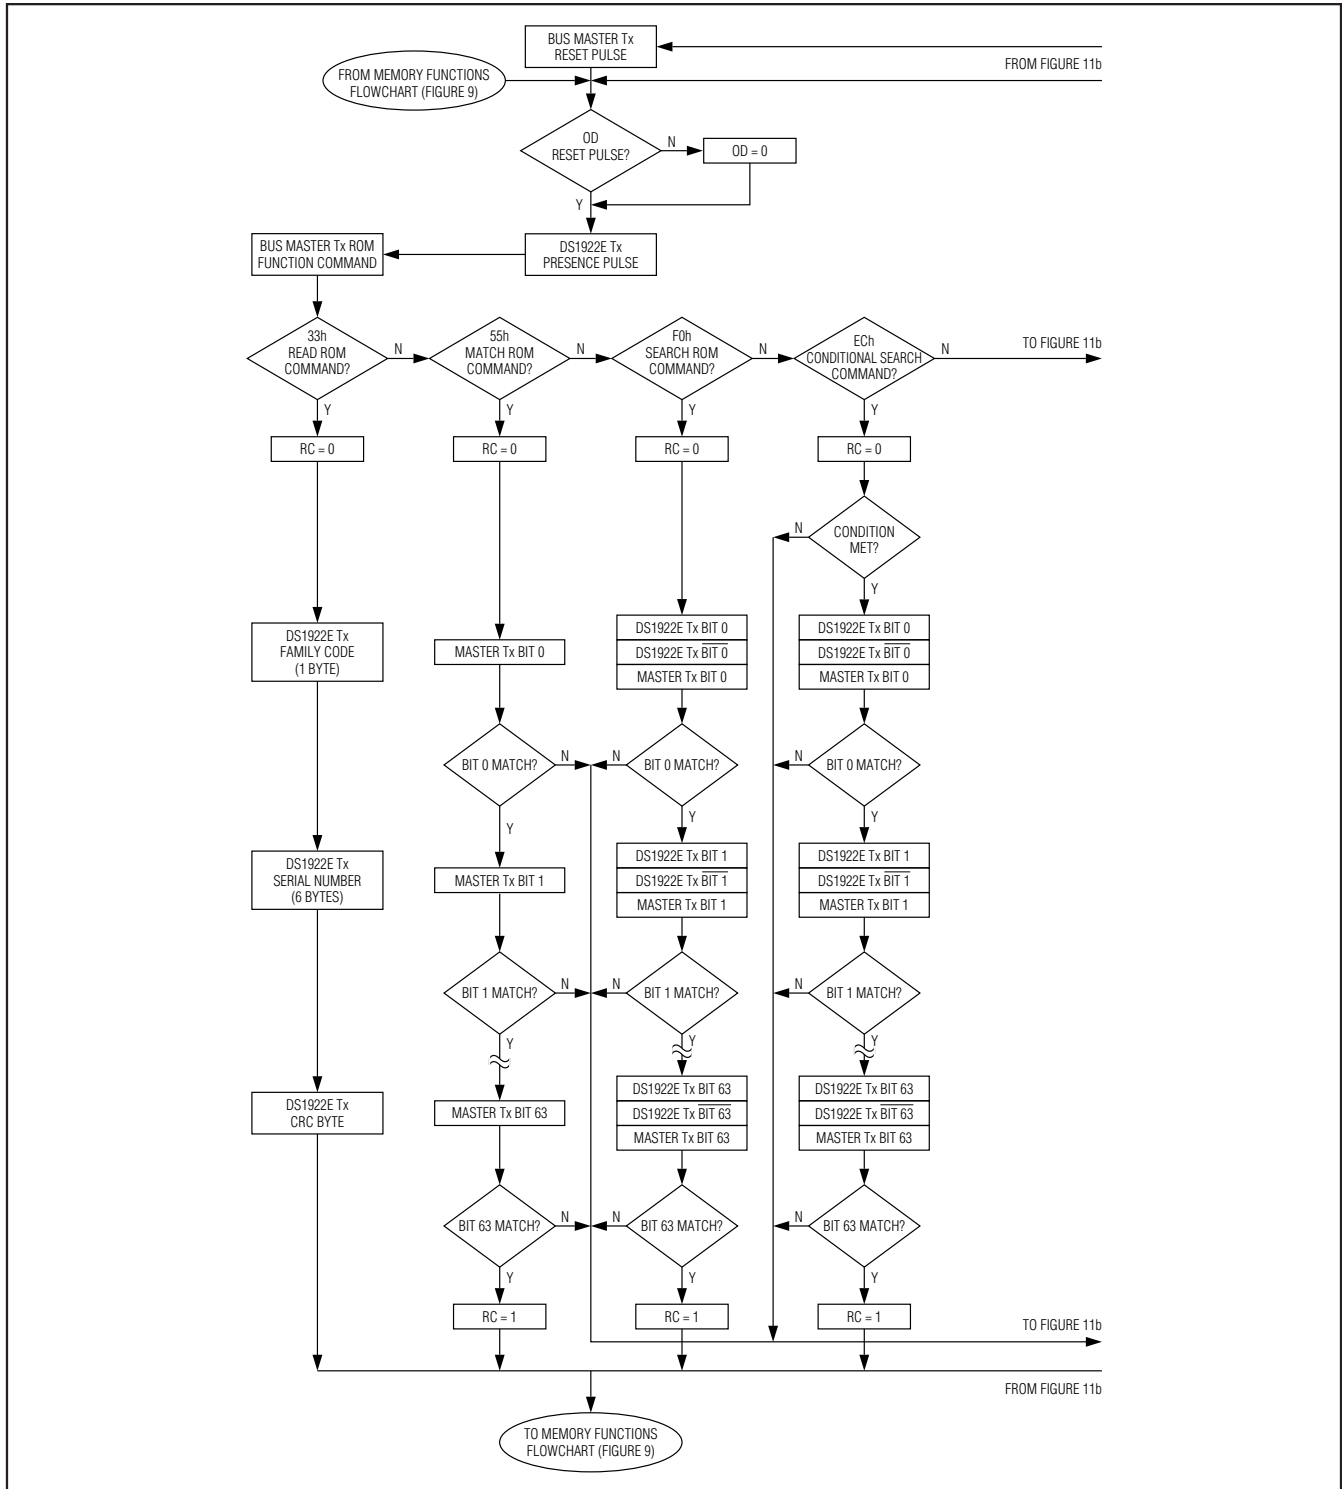 BUS MASTER Tx
RESET PULSE
FROM FIGURE 11b
FROM MEMORY FUNCTIONS
FLOWCHART (FIGURE 9)
OD
RESET PULSE?
N
OD = 0
Y
BUS MASTER Tx ROM
FUNCTION COMMAND
DS1922E Tx
PRESENCE PULSE
33h
READ ROM
COMMAND?
N
55h
MATCH ROM
COMMAND?
N
F0h
SEARCH ROM
COMMAND?
N
ECh
CONDITIONAL SEARCH
COMMAND?
N
TO FIGURE 11b
Y
Y
Y
Y
RC = 0
RC = 0
RC = 0
RC = 0
N
CONDITION
MET?
Y
DS1922E Tx
FAMILY CODE
(1 BYTE)
MASTER Tx BIT 0
DS1922E Tx BIT 0
DS1922E Tx B̅I̅T̅ ̅0̅
MASTER Tx BIT 0
DS1922E Tx BIT 0
DS1922E Tx B̅I̅T̅ ̅0̅
MASTER Tx BIT 0
BIT 0 MATCH?
N
N
BIT 0 MATCH?
N
BIT 0 MATCH?
Y
Y
Y
DS1922E Tx
SERIAL NUMBER
(6 BYTES)
MASTER Tx BIT 1
DS1922E Tx BIT 1
DS1922E Tx B̅I̅T̅ ̅1̅
MASTER Tx BIT 1
DS1922E Tx BIT 1
DS1922E Tx B̅I̅T̅ ̅1̅
MASTER Tx BIT 1
BIT 1 MATCH?
N
N
BIT 1 MATCH?
N
BIT 1 MATCH?
Y
Y
Y
DS1922E Tx
CRC BYTE
MASTER Tx BIT 63
DS1922E Tx BIT 63
DS1922E Tx B̅I̅T̅ ̅6̅3̅
MASTER Tx BIT 63
DS1922E Tx BIT 63
DS1922E Tx B̅I̅T̅ ̅6̅3̅
MASTER Tx BIT 63
BIT 63 MATCH?
N
N
BIT 63 MATCH?
N
BIT 63 MATCH?
Y
Y
Y
RC = 1
RC = 1
RC = 1
TO FIGURE 11b
FROM FIGURE 11b
TO MEMORY FUNCTIONS
FLOWCHART (FIGURE 9)